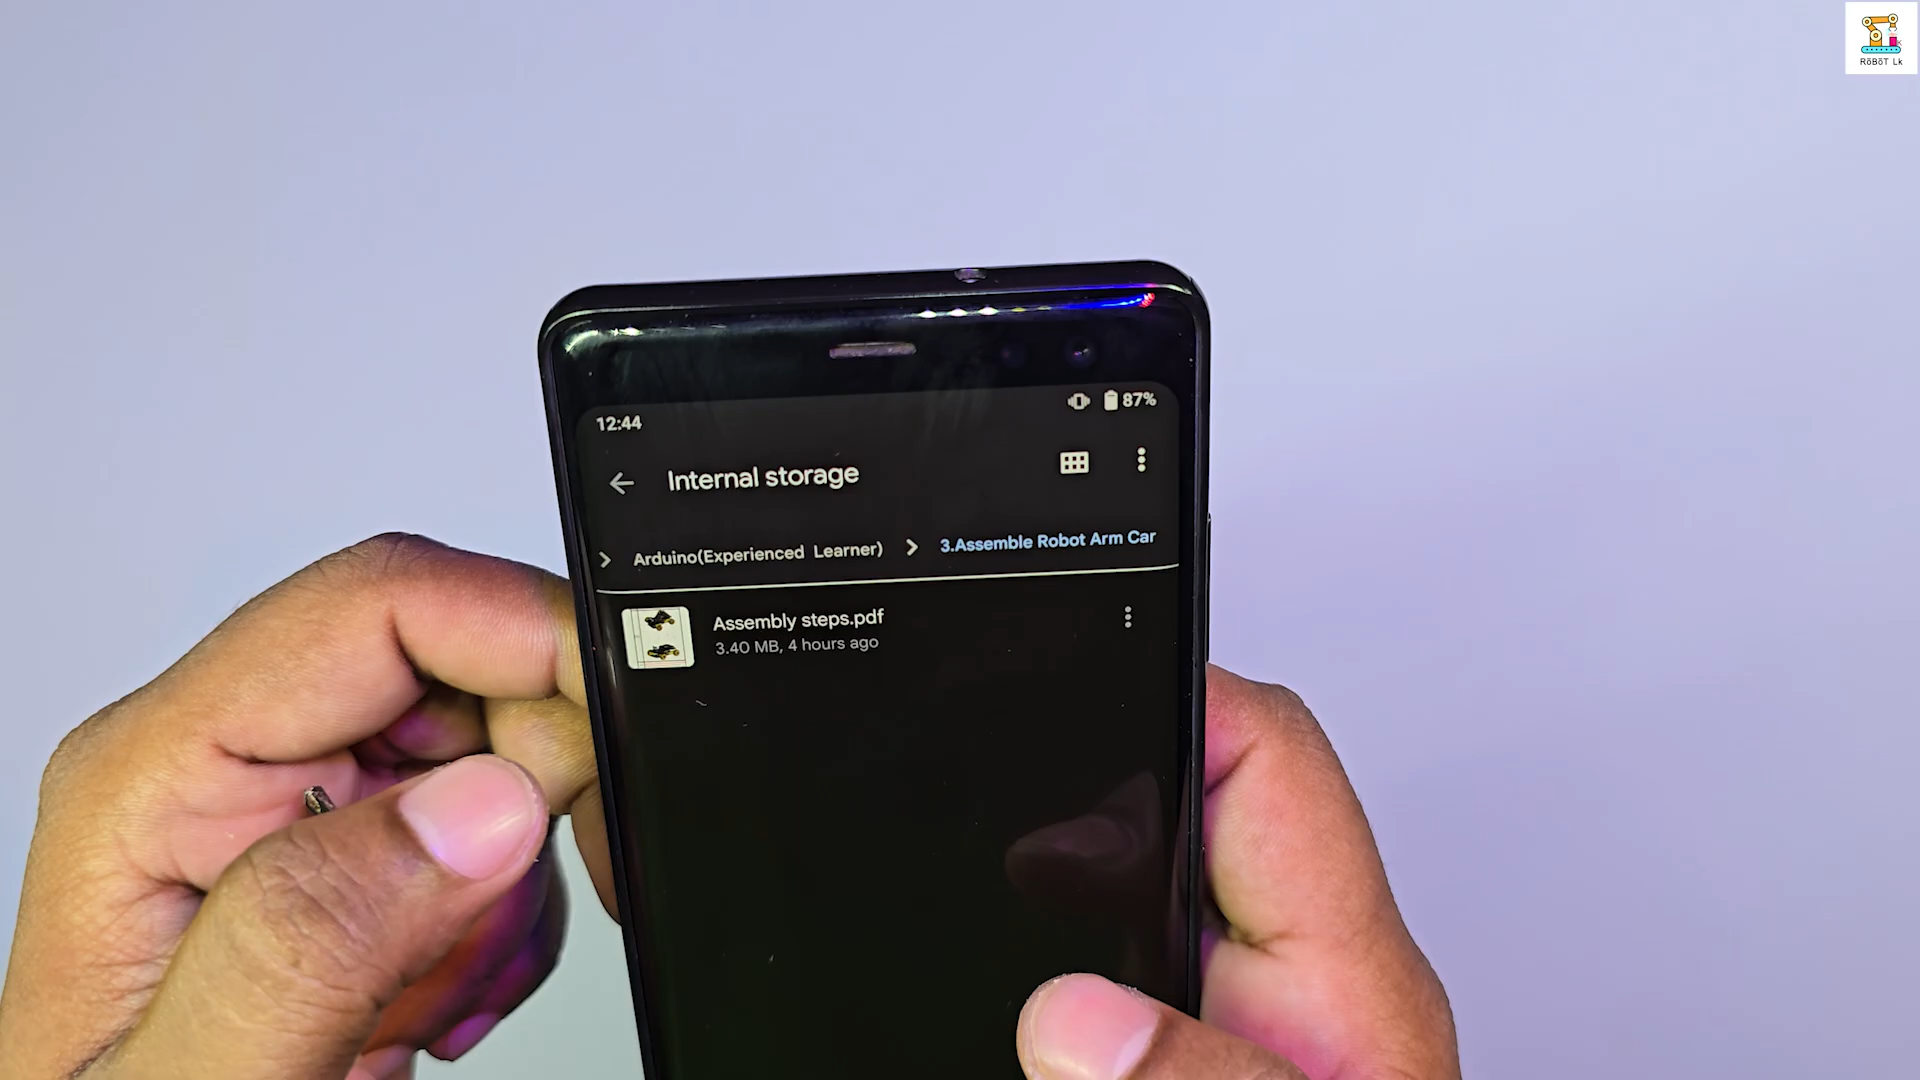 RōBōT Lk
12:44
87%
Internal storage
Arduino(Experienced Learner)
3.Assemble Robot Arm Car
Assembly steps.pdf
3.40 MB, 4 hours ago